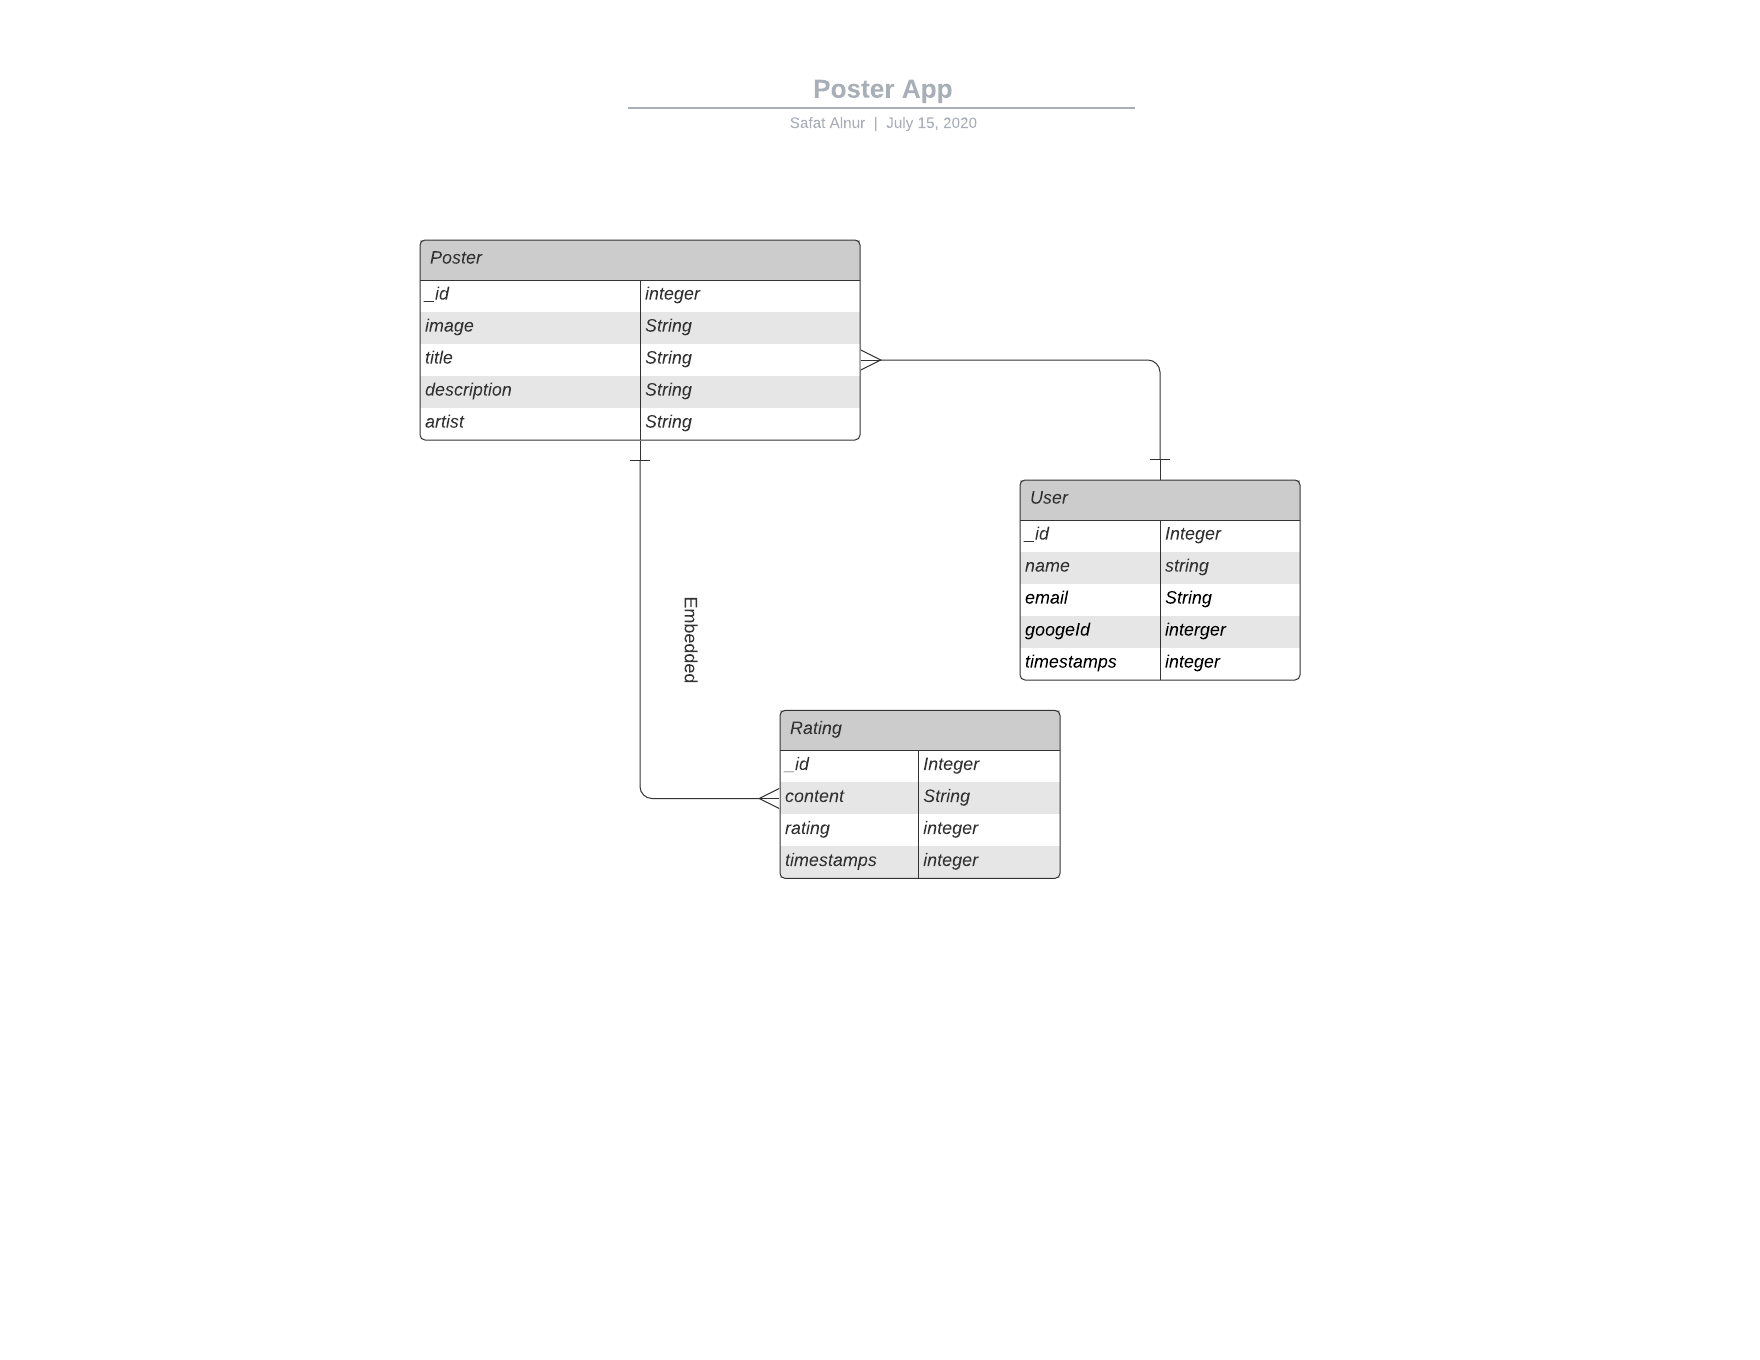 Poster App
Safat Alnur | July 15, 2020
Poster
_id integer
image String
title String
description String
artist String
User
_id Integer
name string
email String
googeId interger
timestamps integer
Embedded
Rating
_id Integer
content String
rating integer
timestamps integer